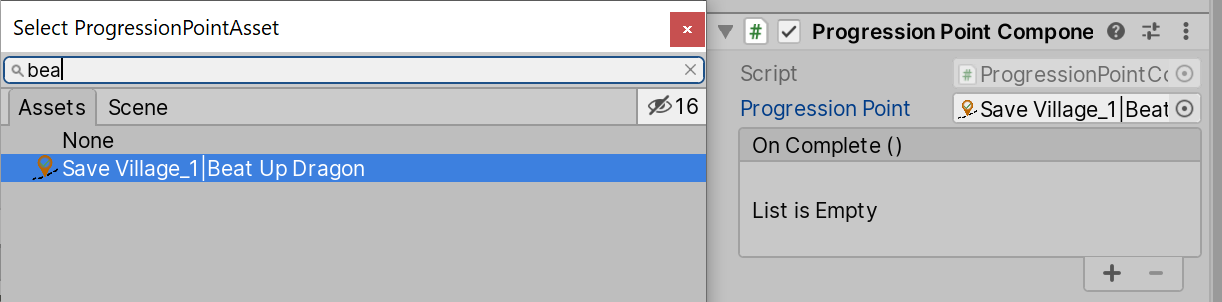 Select ProgressionPointAsset
bea
Assets Scene
16
None
Save Village_1|Beat Up Dragon
# Progression Point Compone
Script
# ProgressionPointCo
Progression Point
Save Village_1|Beat
On Complete ()
List is Empty